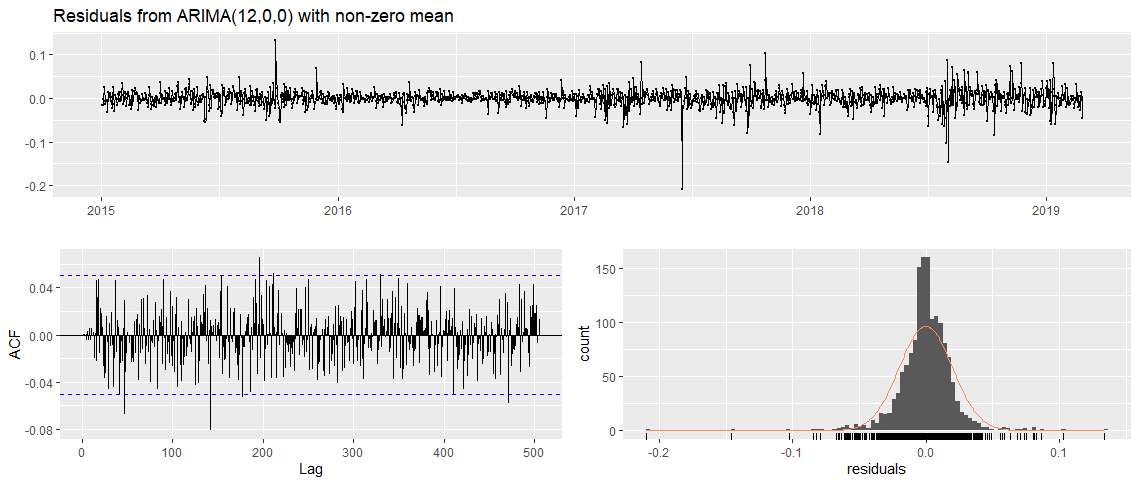 Residuals from ARIMA(12,0,0) with non-zero mean
0.1
0.0
-0.1
-0.2
2015 2016 2017 2018 2019
ACF
0.04
0.00
-0.04
-0.08
0 100 200 300 400 500
Lag
count
150
100
50
0
-0.2 -0.1 0.0 0.1
residuals